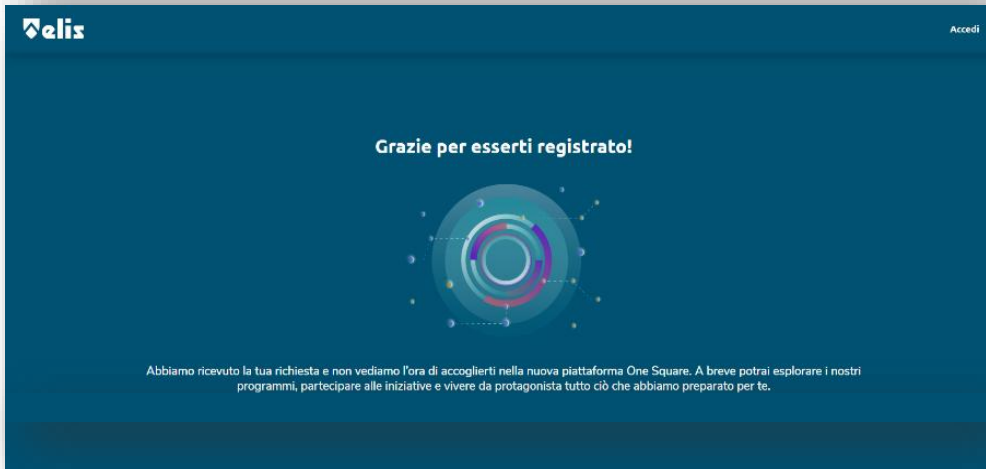 elis
Accedi
Grazie per esserti registrato!
Abbiamo ricevuto la tua richiesta e non vediamo l'ora di accoglierti nella nuova piattaforma One Square. A breve potrai esplorare i nostri
programmi, partecipare alle iniziative e vivere da protagonista tutto ciò che abbiamo preparato per te.